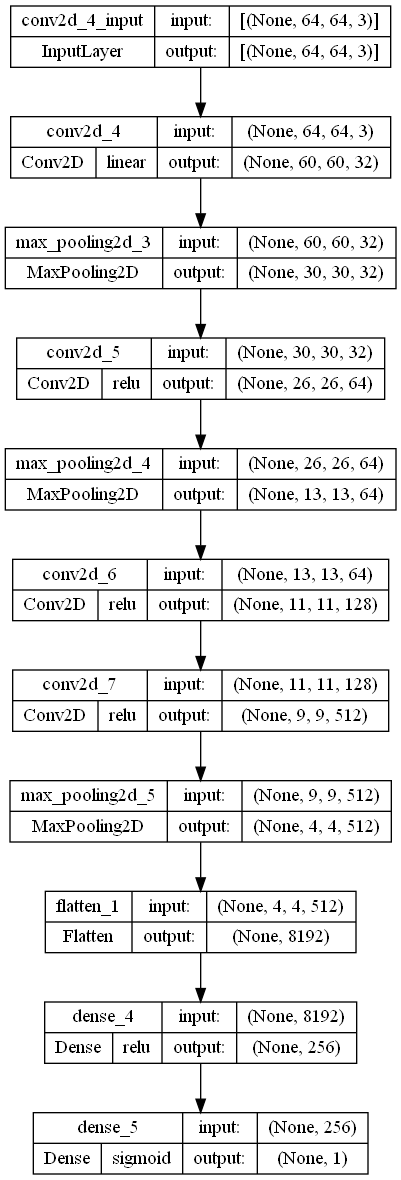 conv2d_4_input input: [(None, 64, 64, 3)]
InputLayer output: [(None, 64, 64, 3)]
conv2d_4 input: (None, 64, 64, 3)
Conv2D linear output: (None, 60, 60, 32)
max_pooling2d_3 input: (None, 60, 60, 32)
MaxPooling2D output: (None, 30, 30, 32)
conv2d_5 input: (None, 30, 30, 32)
Conv2D relu output: (None, 26, 26, 64)
max_pooling2d_4 input: (None, 26, 26, 64)
MaxPooling2D output: (None, 13, 13, 64)
conv2d_6 input: (None, 13, 13, 64)
Conv2D relu output: (None, 11, 11, 128)
conv2d_7 input: (None, 11, 11, 128)
Conv2D relu output: (None, 9, 9, 512)
max_pooling2d_5 input: (None, 9, 9, 512)
MaxPooling2D output: (None, 4, 4, 512)
flatten_1 input: (None, 4, 4, 512)
Flatten output: (None, 8192)
dense_4 input: (None, 8192)
Dense relu output: (None, 256)
dense_5 input: (None, 256)
Dense sigmoid output: (None, 1)